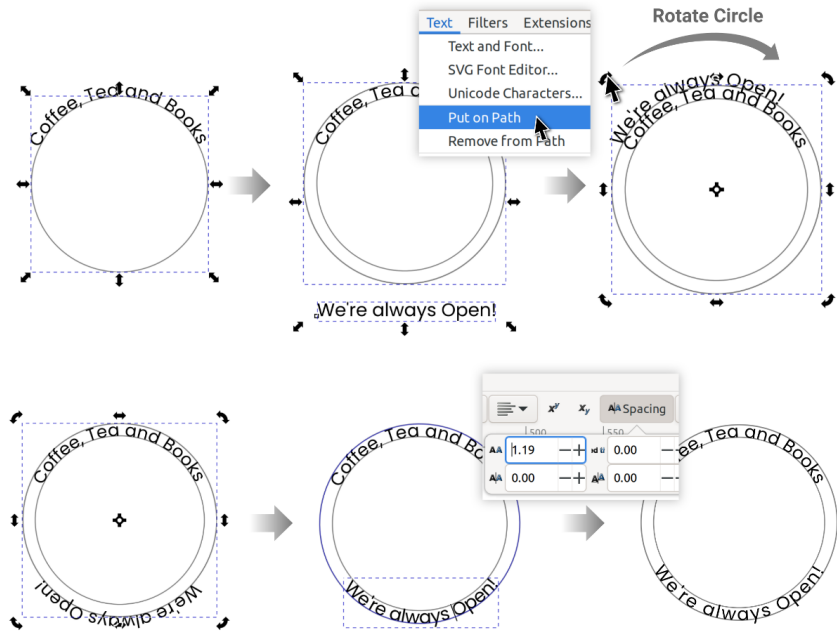 Text Filters Extensions
Text and Font...
SVG Font Editor...
Unicode Characters...
Put on Path
Remove from Path
Rotate Circle
Coffee, Tea and Books
Coffee, Tea a
We're always Open!
We're always Open!
Coffee, Tea and Books
Coffee, Tea and Books
We're always Open!
Coffee, Tea and Bo
We're always Open!
Spacing
500
550
1.19
0.00
0.00
0.00
ee, Tea and Books
We're always Open!